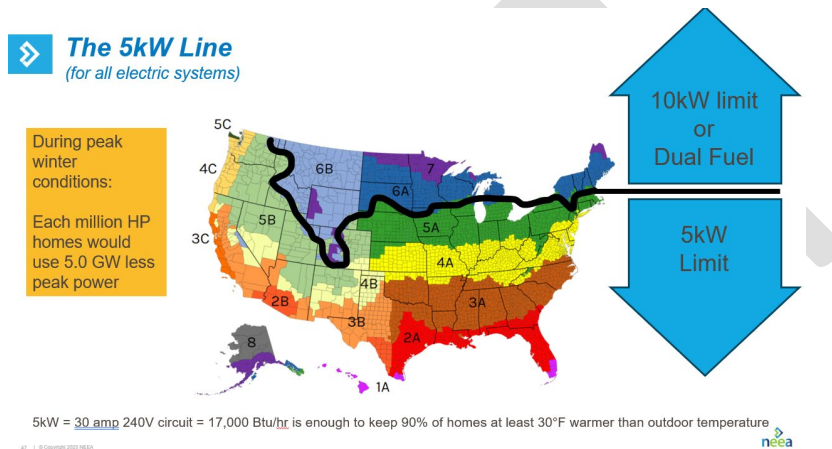 The 5kW Line
(for all electric systems)
During peak
winter
conditions:
Each million HP
homes would
use 5.0 GW less
peak power
5C
4C
3C
6B
7
6A
5B
5A
4A
4B
2B
3B
3A
2A
8
1A
10kW limit
or
Dual Fuel
5kW
Limit
5kW = 30 amp 240V circuit = 17,000 Btu/hr is enough to keep 90% of homes at least 30°F warmer than outdoor temperature
47 | © Copyright 2023 NEEA
neea